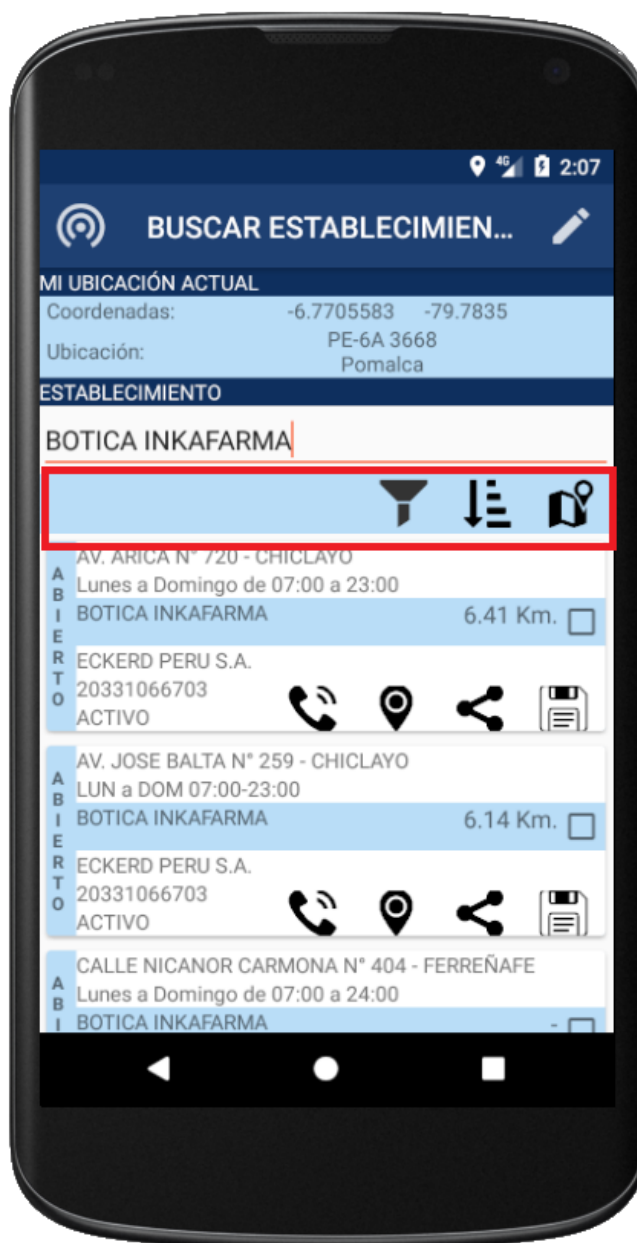 4G 2:07
BUSCAR ESTABLECIMIEN...
MI UBICACIÓN ACTUAL
Coordenadas: -6.7705583 -79.7835
Ubicación: PE-6A 3668
Pomalca
ESTABLECIMIENTO
BOTICA INKAFARMA
AV. ARICA N° 720 - CHICLAYO
Lunes a Domingo de 07:00 a 23:00
ABIERTO
BOTICA INKAFARMA 6.41 Km.
ECKERD PERU S.A.
20331066703
ACTIVO
AV. JOSE BALTA N° 259 - CHICLAYO
LUN a DOM 07:00-23:00
ABIERTO
BOTICA INKAFARMA 6.14 Km.
ECKERD PERU S.A.
20331066703
ACTIVO
CALLE NICANOR CARMONA N° 404 - FERREÑAFE
Lunes a Domingo de 07:00 a 24:00
ABI
BOTICA INKAFARMA -